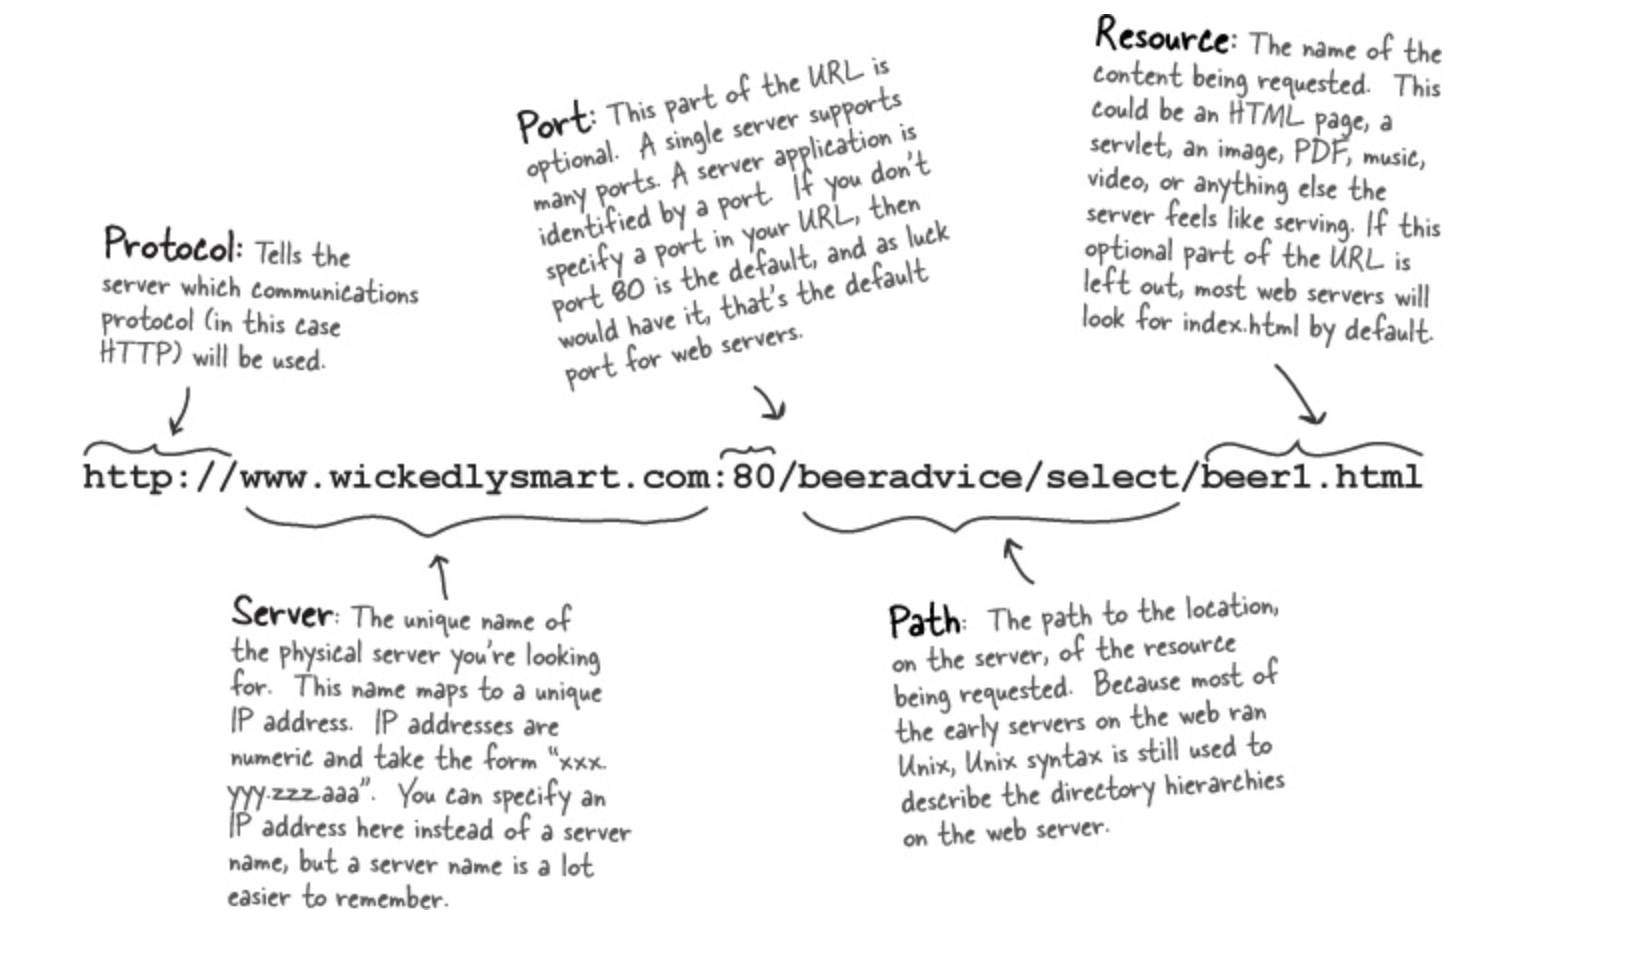 Resource: The name of the
content being requested. This
could be an HTML page, a
servlet, an image, PDF, music,
video, or anything else the
server feels like serving. If this
optional part of the URL is
left out, most web servers will
look for index.html by default.
Port: This part of the URL is
optional. A single server supports
many ports. A server application is
identified by a port. If you don't
specify a port in your URL, then
port 80 is the default, and as luck
would have it, that's the default
port for web servers.
Protocol: Tells the
server which communications
protocol (in this case
HTTP) will be used.
http://www.wickedlysmart.com:80/beeradvice/select/beer1.html
Server: The unique name of
the physical server you're looking
for. This name maps to a unique
IP address. IP addresses are
numeric and take the form "xxx.
yyy.zzz.aaa". You can specify an
IP address here instead of a server
name, but a server name is a lot
easier to remember.
Path: The path to the location,
on the server, of the resource
being requested. Because most of
the early servers on the web ran
Unix, Unix syntax is still used to
describe the directory hierarchies
on the web server.